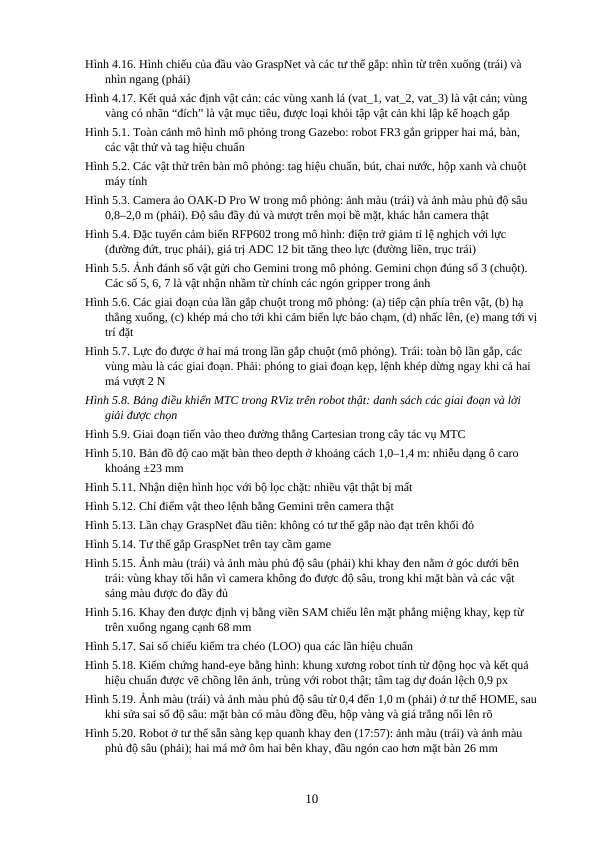 Hình 4.16. Hình chiếu của đầu vào GraspNet và các tư thế gắp: nhìn từ trên xuống (trái) và
nhìn ngang (phải)
Hình 4.17. Kết quả xác định vật cản: các vùng xanh lá (vat_1, vat_2, vat_3) là vật cản; vùng
vàng có nhãn “đích” là vật mục tiêu, được loại khỏi tập vật cản khi lập kế hoạch gắp
Hình 5.1. Toàn cảnh mô hình mô phỏng trong Gazebo: robot FR3 gắn gripper hai má, bàn,
các vật thử và tag hiệu chuẩn
Hình 5.2. Các vật thử trên bàn mô phỏng: tag hiệu chuẩn, bút, chai nước, hộp xanh và chuột
máy tính
Hình 5.3. Camera ảo OAK-D Pro W trong mô phỏng: ảnh màu (trái) và ảnh màu phủ độ sâu
0,8–2,0 m (phải). Độ sâu đầy đủ và mượt trên mọi bề mặt, khác hẳn camera thật
Hình 5.4. Đặc tuyến cảm biến RFP602 trong mô hình: điện trở giảm tỉ lệ nghịch với lực
(đường đứt, trục phải), giá trị ADC 12 bit tăng theo lực (đường liền, trục trái)
Hình 5.5. Ảnh đánh số vật gửi cho Gemini trong mô phỏng. Gemini chọn đúng số 3 (chuột).
Các số 5, 6, 7 là vật nhận nhầm từ chính các ngón gripper trong ảnh
Hình 5.6. Các giai đoạn của lần gắp chuột trong mô phỏng: (a) tiếp cận phía trên vật, (b) hạ
thẳng xuống, (c) khép má cho tới khi cảm biến lực báo chạm, (d) nhấc lên, (e) mang tới vị
trí đặt
Hình 5.7. Lực đo được ở hai má trong lần gắp chuột (mô phỏng). Trái: toàn bộ lần gắp, các
vùng màu là các giai đoạn. Phải: phóng to giai đoạn kẹp, lệnh khép dừng ngay khi cả hai
má vượt 2 N
Hình 5.8. Bảng điều khiển MTC trong RViz trên robot thật: danh sách các giai đoạn và lời
giải được chọn
Hình 5.9. Giai đoạn tiến vào theo đường thẳng Cartesian trong cây tác vụ MTC
Hình 5.10. Bản đồ độ cao mặt bàn theo depth ở khoảng cách 1,0–1,4 m: nhiễu dạng ô caro
khoảng ±23 mm
Hình 5.11. Nhận diện hình học với bộ lọc chặt: nhiều vật thật bị mất
Hình 5.12. Chỉ điểm vật theo lệnh bằng Gemini trên camera thật
Hình 5.13. Lần chạy GraspNet đầu tiên: không có tư thế gắp nào đạt trên khối đỏ
Hình 5.14. Tư thế gắp GraspNet trên tay cầm game
Hình 5.15. Ảnh màu (trái) và ảnh màu phủ độ sâu (phải) khi khay đen nằm ở góc dưới bên
trái: vùng khay tối hẳn vì camera không đo được độ sâu, trong khi mặt bàn và các vật
sáng màu được đo đầy đủ
Hình 5.16. Khay đen được định vị bằng viền SAM chiếu lên mặt phẳng miệng khay, kẹp từ
trên xuống ngang cạnh 68 mm
Hình 5.17. Sai số chiếu kiểm tra chéo (LOO) qua các lần hiệu chuẩn
Hình 5.18. Kiểm chứng hand-eye bằng hình: khung xương robot tính từ động học và kết quả
hiệu chuẩn được vẽ chồng lên ảnh, trùng với robot thật; tâm tag dự đoán lệch 0,9 px
Hình 5.19. Ảnh màu (trái) và ảnh màu phủ độ sâu từ 0,4 đến 1,0 m (phải) ở tư thế HOME, sau
khi sửa sai số độ sâu: mặt bàn có màu đồng đều, hộp vàng và giá trắng nổi lên rõ
Hình 5.20. Robot ở tư thế sẵn sàng kẹp quanh khay đen (17:57): ảnh màu (trái) và ảnh màu
phủ độ sâu (phải); hai má mở ôm hai bên khay, đầu ngón cao hơn mặt bàn 26 mm
10